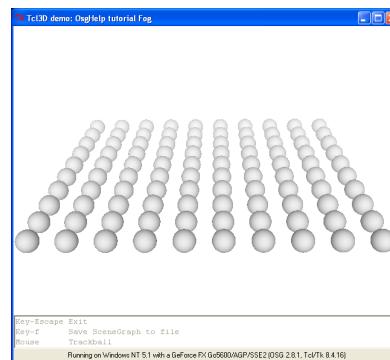 Tcl3D demo: OsgHelp tutorial Fog
Key-Escape Exit
Key-f Save SceneGraph to file
Mouse Trackball
Running on Windows NT 5.1 with a GeForce FX Go5600/AGP/SSE2 (OSG 2.8.1, Tcl/Tk 8.4.16)